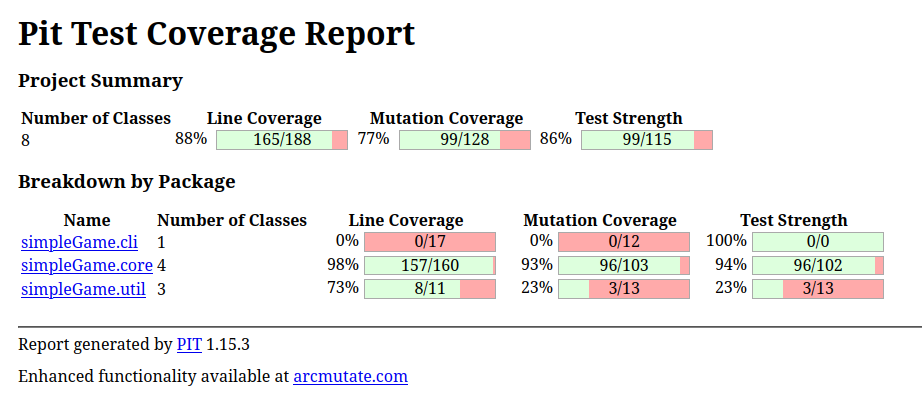 Pit Test Coverage Report
Project Summary
Number of Classes Line Coverage Mutation Coverage Test Strength
8 88% 165/188 77% 99/128 86% 99/115
Breakdown by Package
Name Number of Classes Line Coverage Mutation Coverage Test Strength
simpleGame.cli 1 0% 0/17 0% 0/12 100% 0/0
simpleGame.core 4 98% 157/160 93% 96/103 94% 96/102
simpleGame.util 3 73% 8/11 23% 3/13 23% 3/13
Report generated by PIT 1.15.3
Enhanced functionality available at arcmutate.com